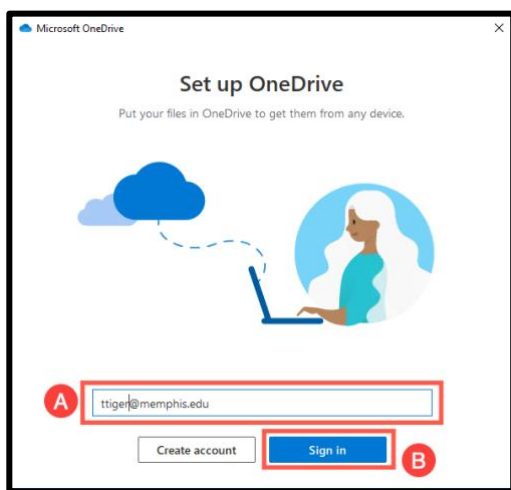 Microsoft OneDrive
Set up OneDrive
Put your files in OneDrive to get them from any device.
A
ttiger@memphis.edu
Create account
Sign in
B